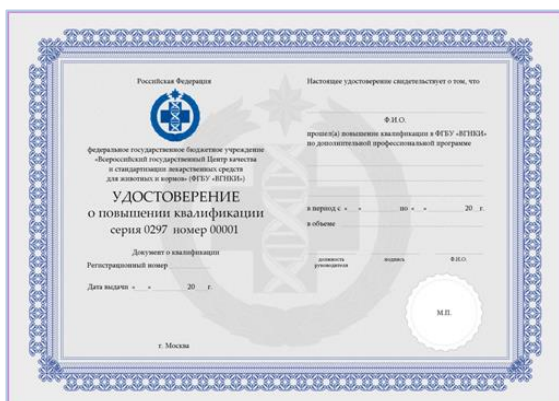 Российская Федерация
федеральное государственное бюджетное учреждение
«Всероссийский государственный Центр качества
и стандартизации лекарственных средств
для животных и кормов» (ФГБУ «ВГНКИ»)
УДОСТОВЕРЕНИЕ
о повышении квалификации
серия 0297 номер 00001
Документ о квалификации
Регистрационный номер
Дата выдачи « » 20 г.
г. Москва
Настоящее удостоверение свидетельствует о том, что
Ф.И.О.
прошел(а) повышение квалификации в ФГБУ «ВГНКИ»
по дополнительной профессиональной программе
в период с « » по « » 20 г.
в объеме
должность подпись Ф.И.О.
руководителя
М.П.